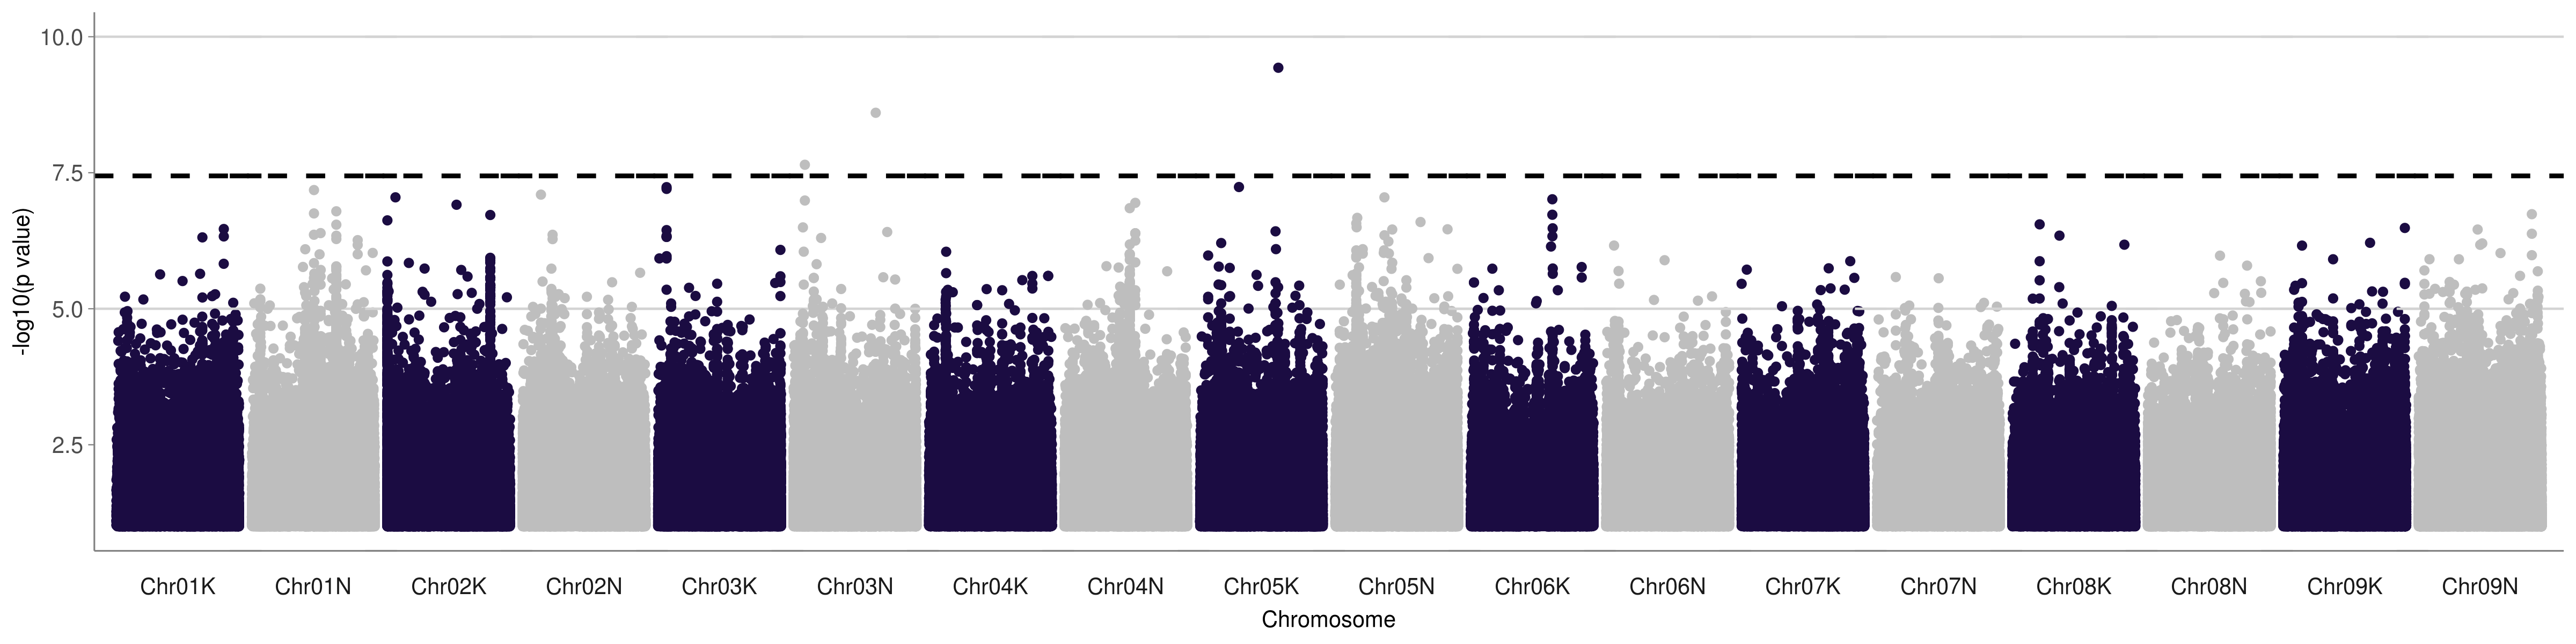 10.0
7.5
5.0
2.5
-log10(p value)
Chr01K Chr01N Chr02K Chr02N Chr03K Chr03N Chr04K Chr04N Chr05K Chr05N Chr06K Chr06N Chr07K Chr07N Chr08K Chr08N Chr09K Chr09N
Chromosome